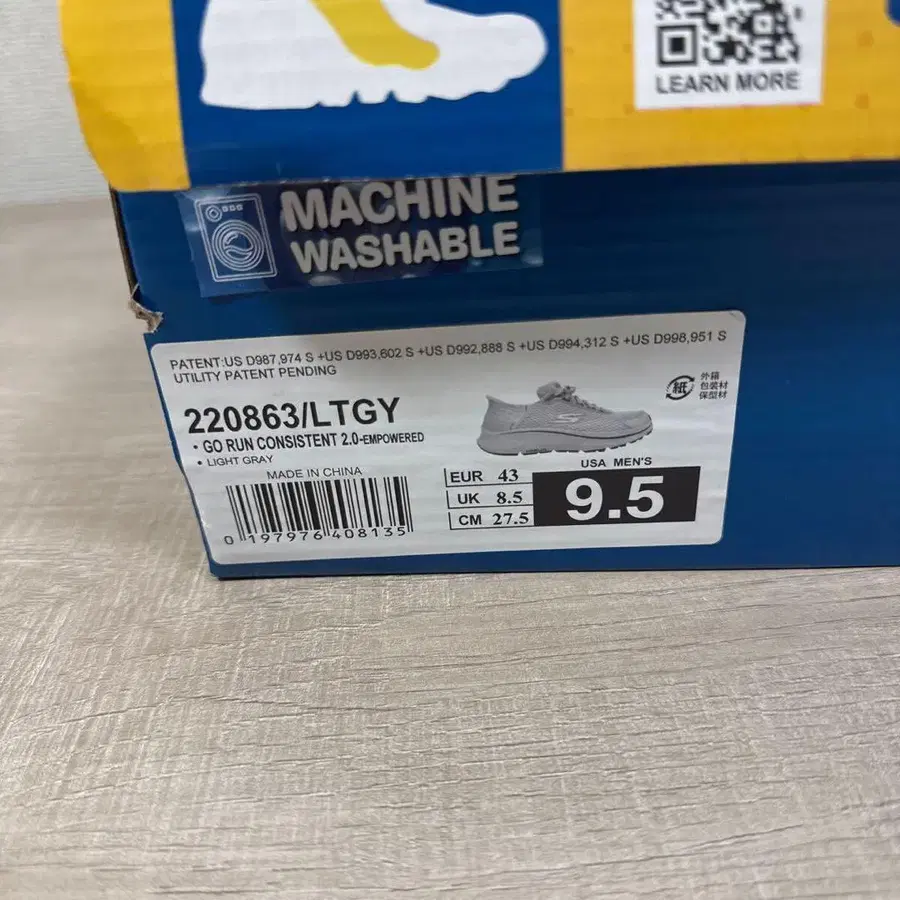 LEARN MORE
MACHINE
WASHABLE
PATENT:US D987,974 S +US D993,602 S +US D992,888 S +US D994,312 S +US D998,951 S
UTILITY PATENT PENDING
紙
外箱
包装材
保型材
220863/LTGY
• GO RUN CONSISTENT 2.0-EMPOWERED
• LIGHT GRAY
MADE IN CHINA
0 197976 408135
EUR 43
UK 8.5
CM 27.5
USA MEN'S
9.5